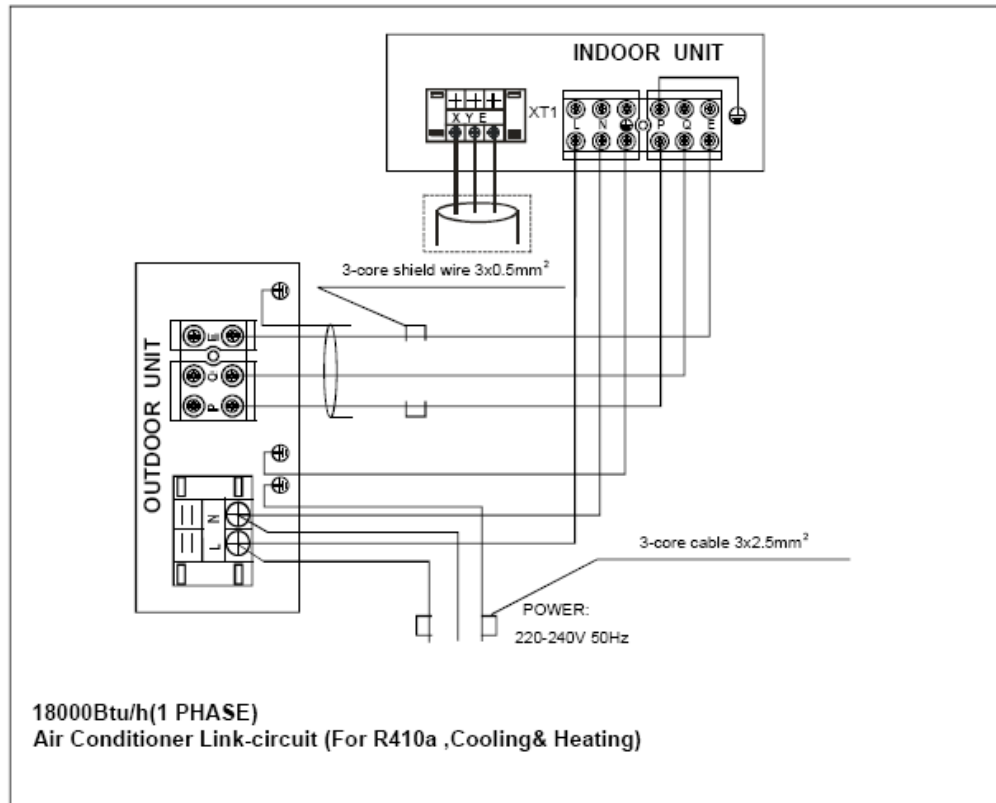 INDOOR UNIT
XT1
X Y E
L N P Q E
3-core shield wire 3x0.5mm²
OUTDOOR UNIT
E
Q
P
N
L
3-core cable 3x2.5mm²
POWER:
220-240V 50Hz
18000Btu/h(1 PHASE)
Air Conditioner Link-circuit (For R410a ,Cooling& Heating)